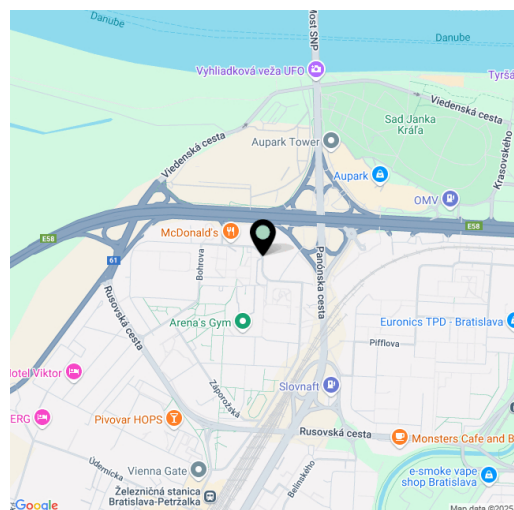 Danube
Most SNP
Danube
Vyhliadková veža UFO
Tyrša
Viedenská cesta
Sad Janka
Kráľa
Viedenská cesta
Aupark Tower
Krasovského
Aupark
OMV
McDonald's
E58
E58
61
Bohrova
Panónska cesta
Rusovská cesta
Arena's Gym
Euronics TPD - Bratislava
Pifflova
Hotel Viktor
Záporožská
Slovnaft
ERG
Pivovar HOPS
Rusovská cesta
Monsters Cafe and B
Údernícka
Vienna Gate
Belinského
e-smoke vape
shop Bratislava
Železničná stanica
Bratislava-Petržalka
Google
Map data ©2025